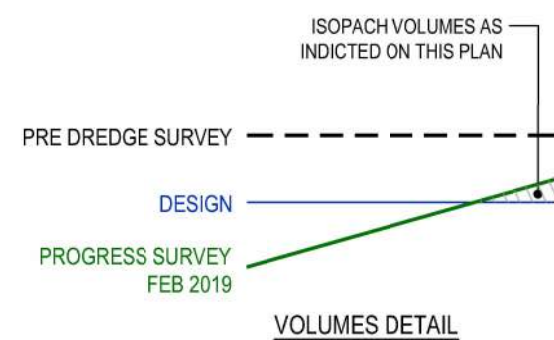 ISOPACH VOLUMES AS
INDICTED ON THIS PLAN
PRE DREDGE SURVEY
DESIGN
PROGRESS SURVEY
FEB 2019
VOLUMES DETAIL